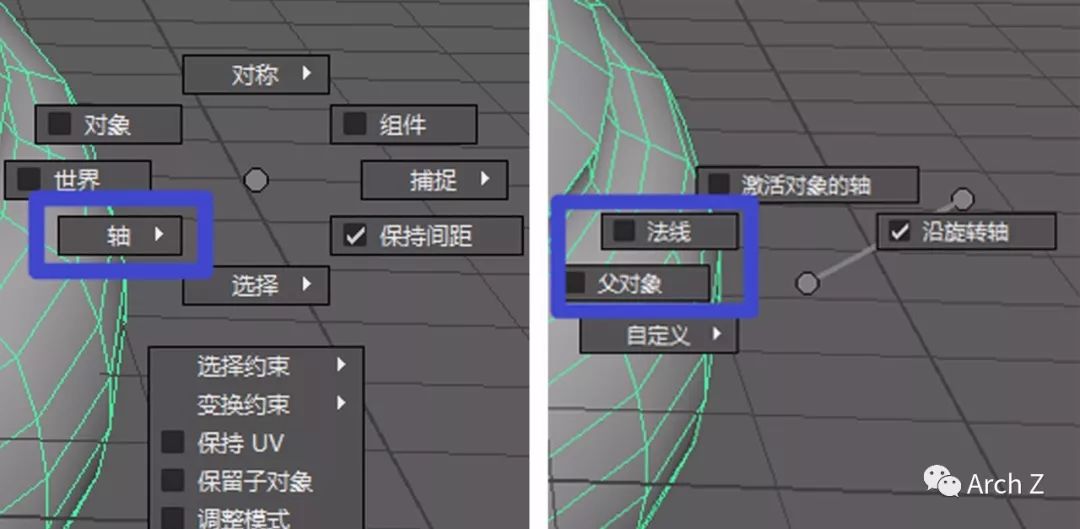 对称
对象
组件
世界
捕捉
轴
保持间距
选择
选择约束
变换约束
保持 UV
保留子对象
调整模式
激活对象的轴
法线
沿旋转轴
父对象
自定义
Arch Z